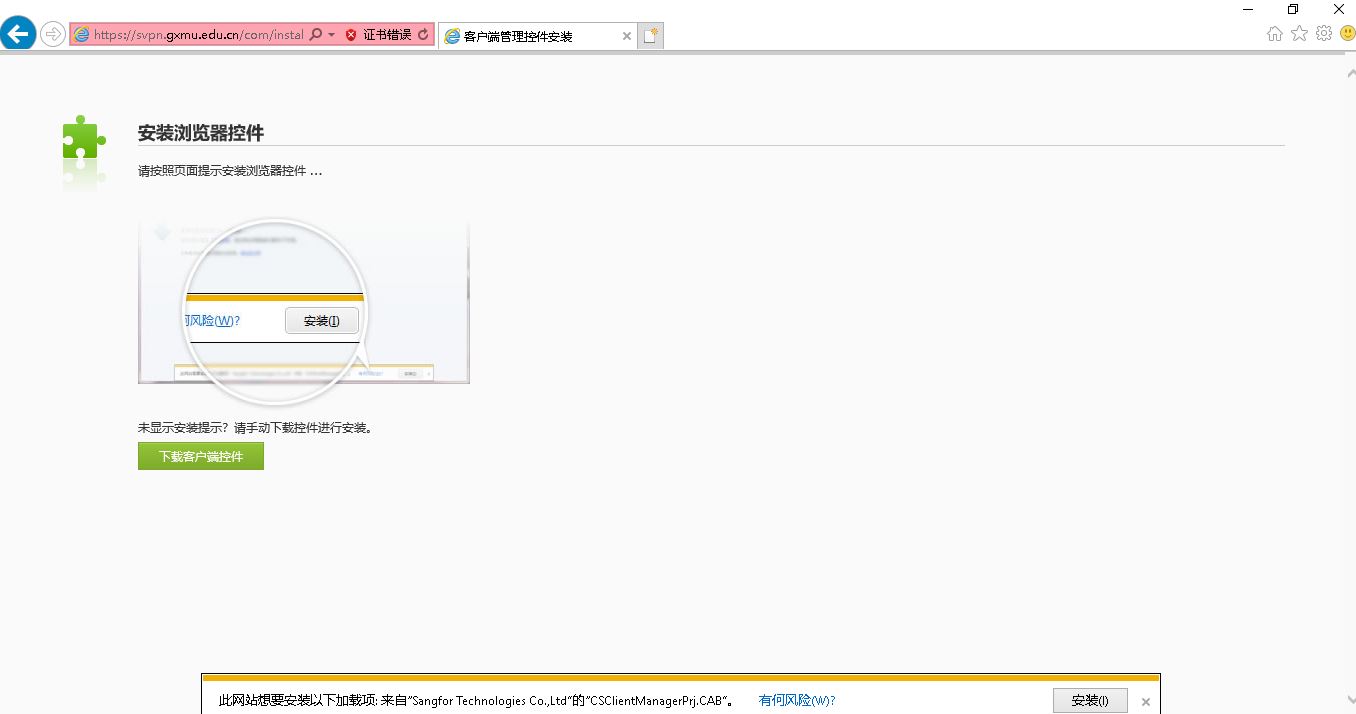 https://svpn.gxmu.edu.cn/com/instal 证书错误 客户端管理控件安装
安装浏览器控件
请按照页面提示安装浏览器控件 ...
何风险(W)? 安装(I)
未显示安装提示？请手动下载控件进行安装。
下载客户端控件
此网站想要安装以下加载项: 来自"Sangfor Technologies Co.,Ltd"的"CSClientManagerPrj.CAB"。 有何风险(W)? 安装(I)